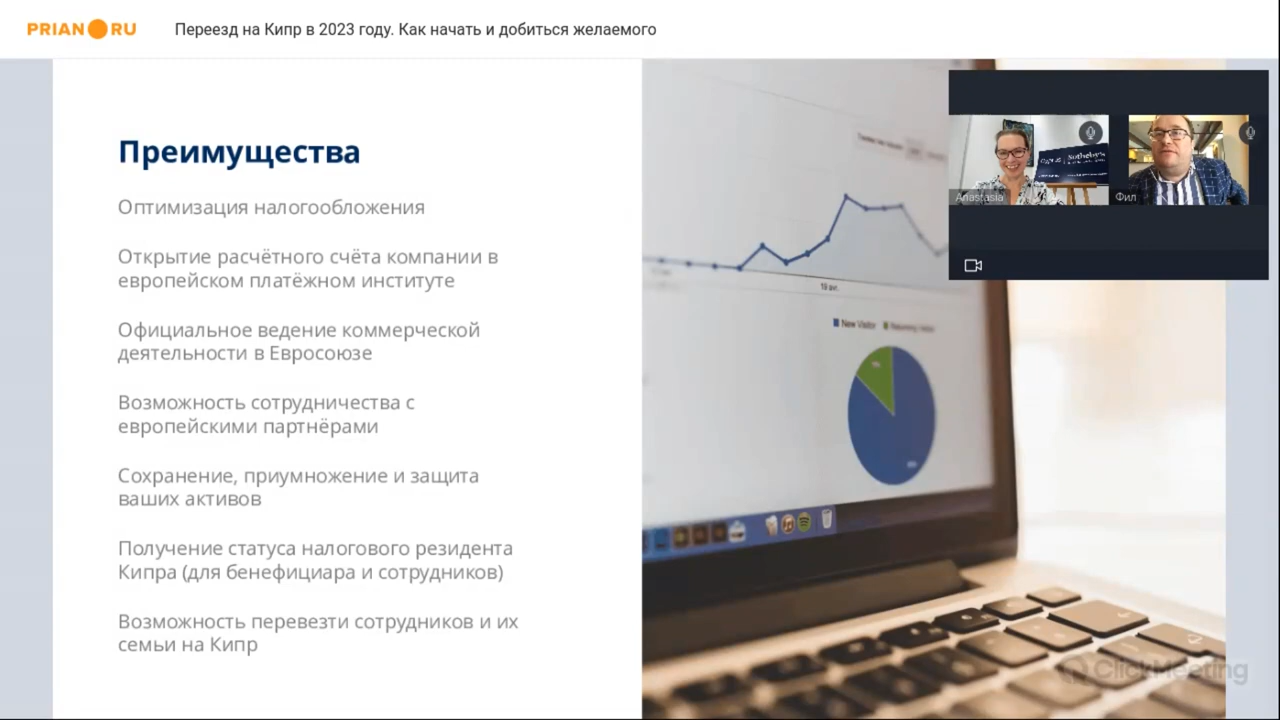 PRIAN RU
Переезд на Кипр в 2023 году. Как начать и добиться желаемого
Преимущества
Оптимизация налогообложения
Открытие расчётного счёта компании в
европейском платёжном институте
Официальное ведение коммерческой
деятельности в Евросоюзе
Возможность сотрудничества с
европейскими партнёрами
Сохранение, приумножение и защита
ваших активов
Получение статуса налогового резидента
Кипра (для бенефициара и сотрудников)
Возможность перевезти сотрудников и их
семьи на Кипр
Sotheby's
Anastasia
Фил
New Visitor
ClickMeeting